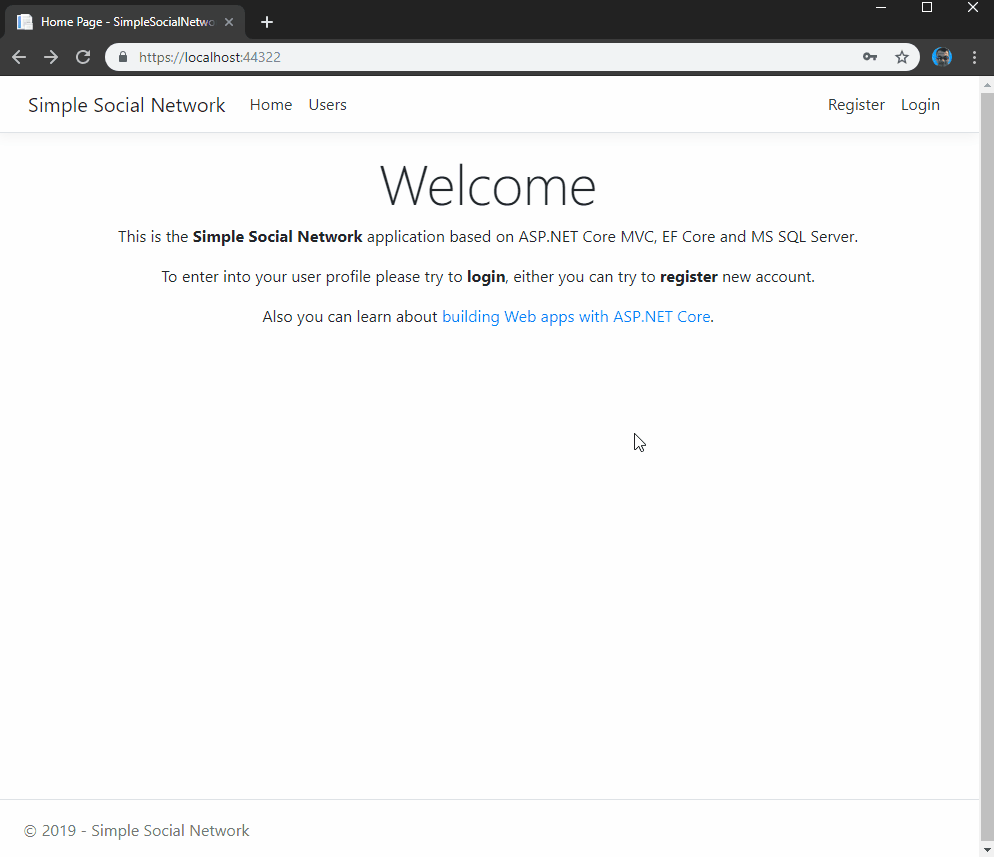 Home Page - SimpleSocialNetwo
https://localhost:44322
Simple Social Network Home Users Register Login
Welcome
This is the Simple Social Network application based on ASP.NET Core MVC, EF Core and MS SQL Server.
To enter into your user profile please try to login, either you can try to register new account.
Also you can learn about building Web apps with ASP.NET Core.
© 2019 - Simple Social Network